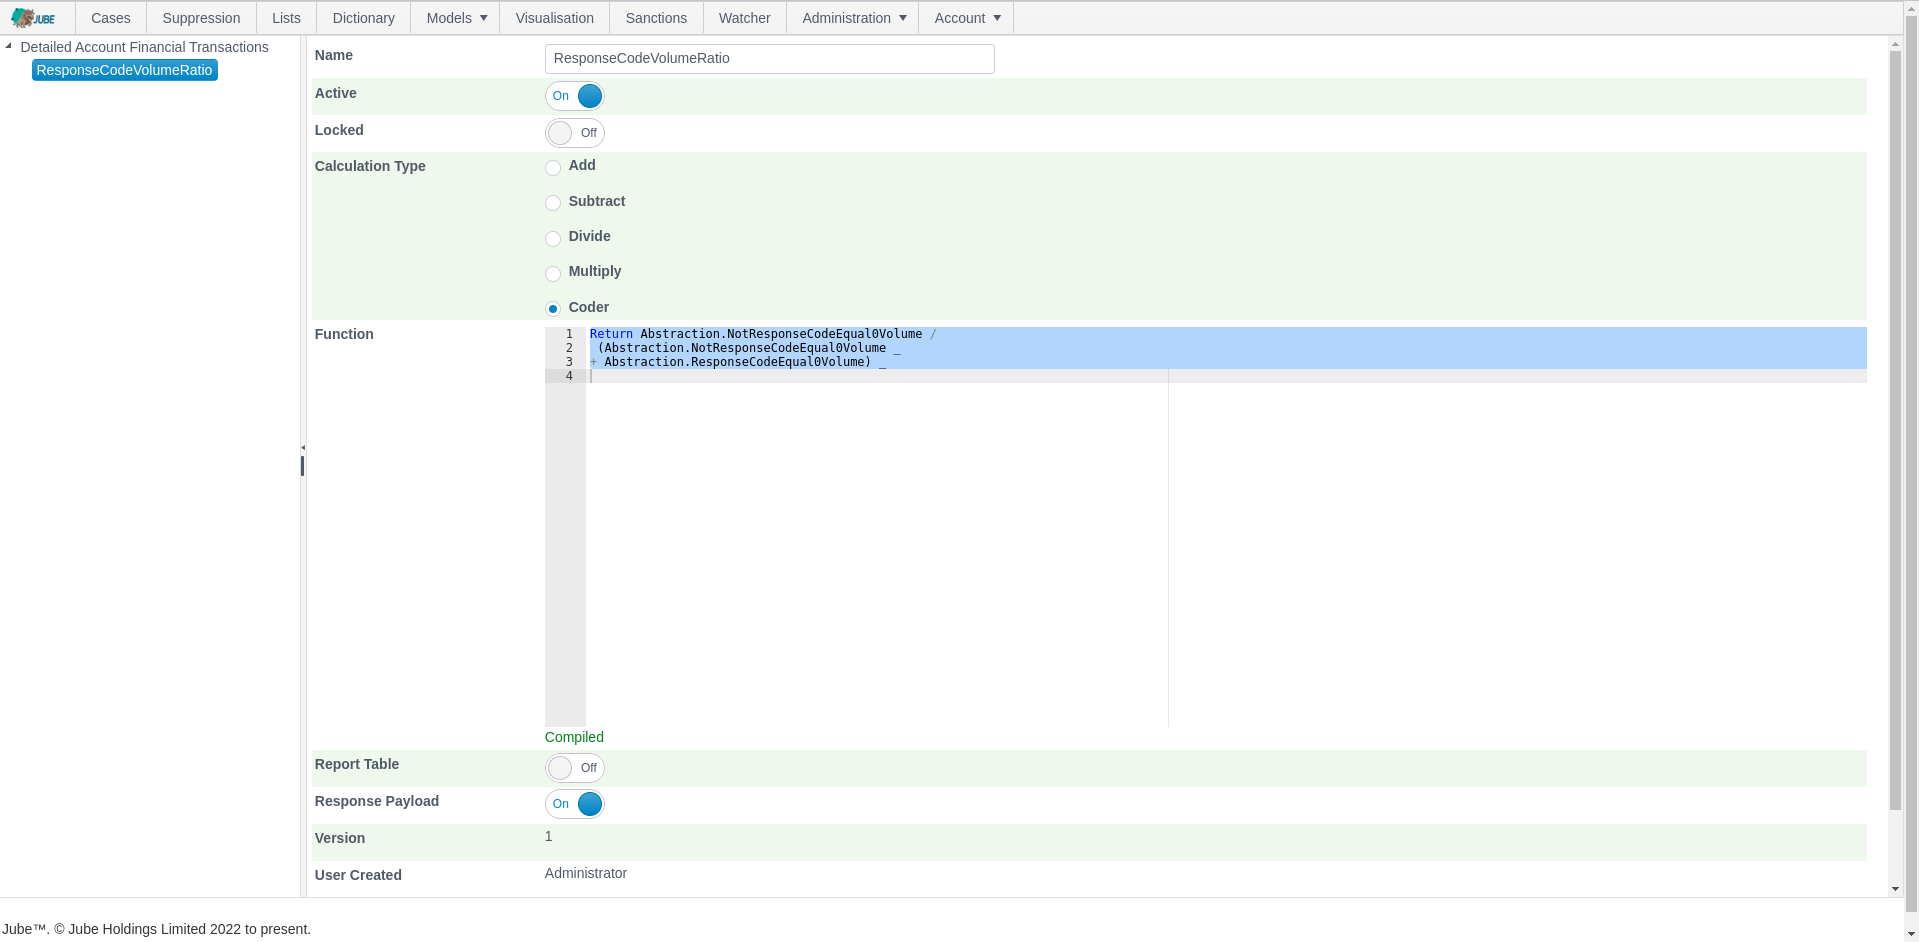 JUBE Cases Suppression Lists Dictionary Models Visualisation Sanctions Watcher Administration Account
Detailed Account Financial Transactions
ResponseCodeVolumeRatio
Name ResponseCodeVolumeRatio
Active On
Locked Off
Calculation Type Add
Subtract
Divide
Multiply
Coder
Function
1 Return Abstraction.NotResponseCodeEqual0Volume /
2 (Abstraction.NotResponseCodeEqual0Volume _
3 + Abstraction.ResponseCodeEqual0Volume) _
4
Compiled
Report Table Off
Response Payload On
Version 1
User Created Administrator
Jube™. © Jube Holdings Limited 2022 to present.